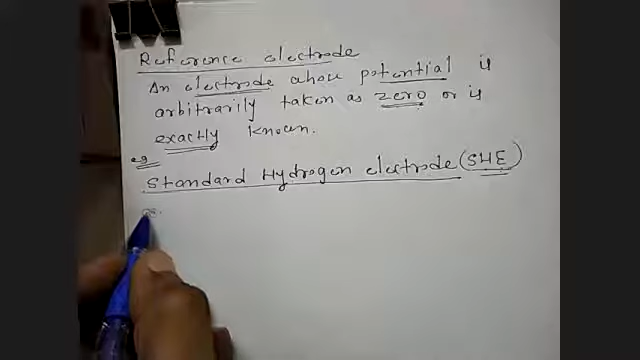 Reference electrode
An electrode whose potential is
arbitrarily taken as zero or is
exactly known.
eg
Standard Hydrogen electrode (SHE)